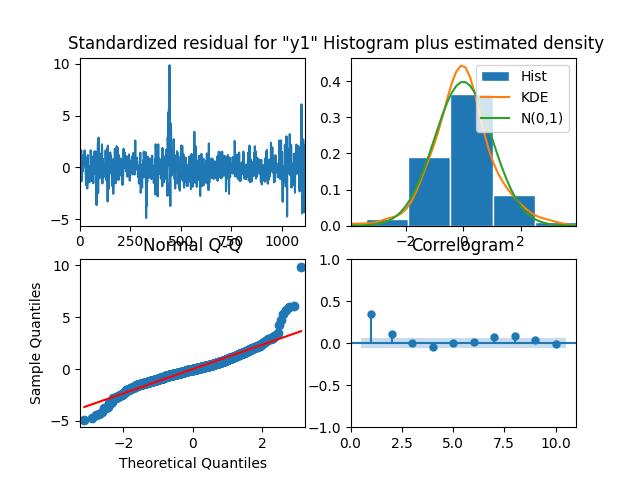 Standardized residual for "y1"
10
5
0
−5
0 250 500 750 1000
Histogram plus estimated density
0.4
0.3
0.2
0.1
0.0
−2 0 2
Hist
KDE
N(0,1)
Normal Q-Q
Sample Quantiles
10
5
0
−5
−2 0 2
Theoretical Quantiles
Correlogram
1.0
0.5
0.0
−0.5
−1.0
0.0 2.5 5.0 7.5 10.0